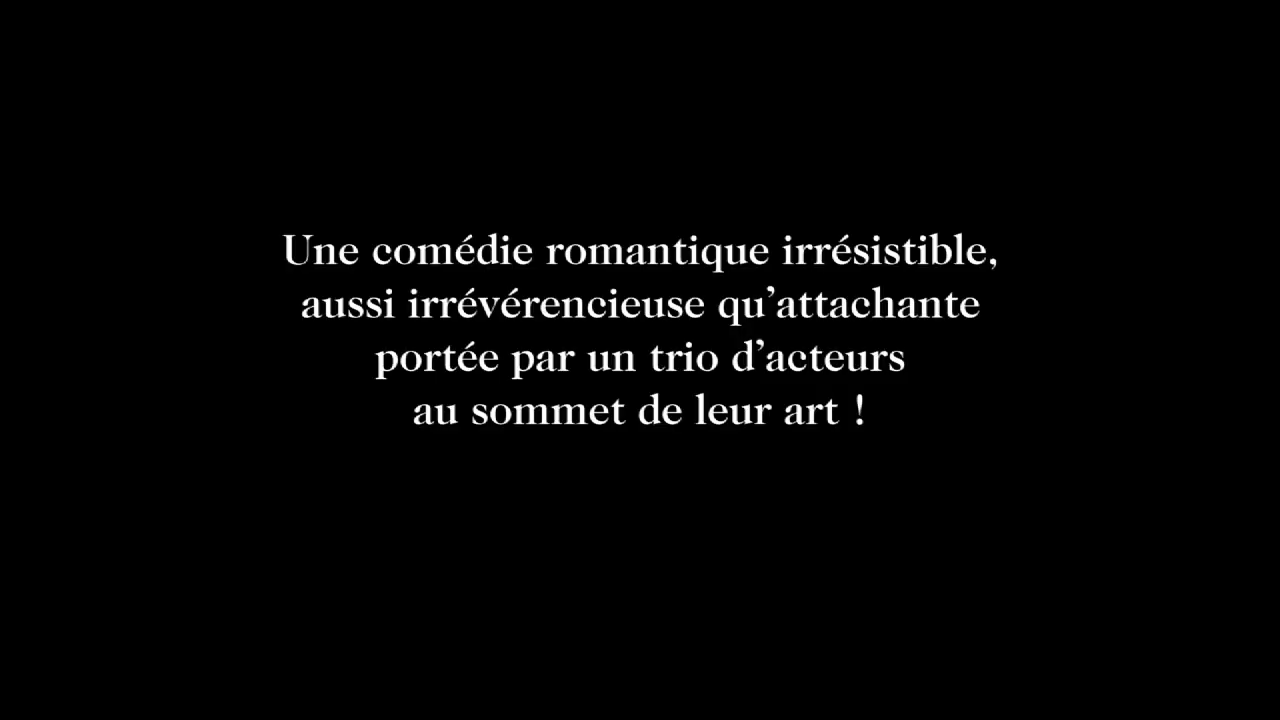 Une comédie romantique irrésistible,
aussi irrévérencieuse qu’attachante
portée par un trio d’acteurs
au sommet de leur art !